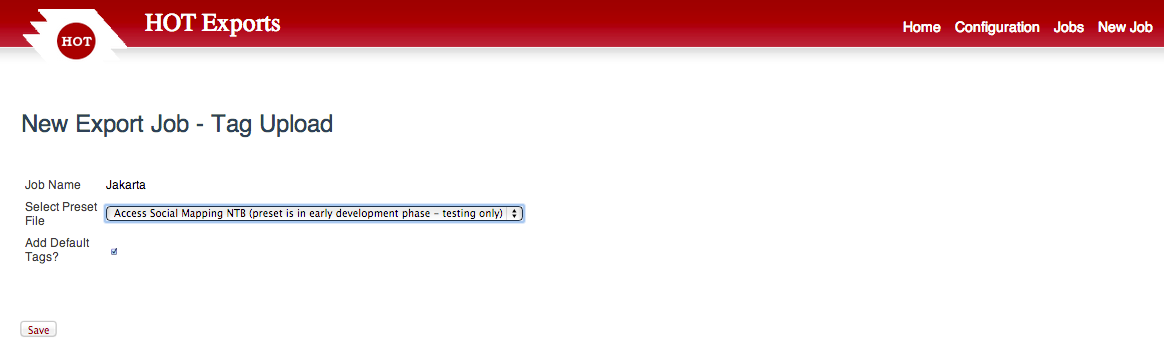 HOT
HOT Exports
Home Configuration Jobs New Job
New Export Job - Tag Upload
Job Name Jakarta
Select Preset
File
Access Social Mapping NTB (preset is in early development phase - testing only)
Add Default
Tags?
Save